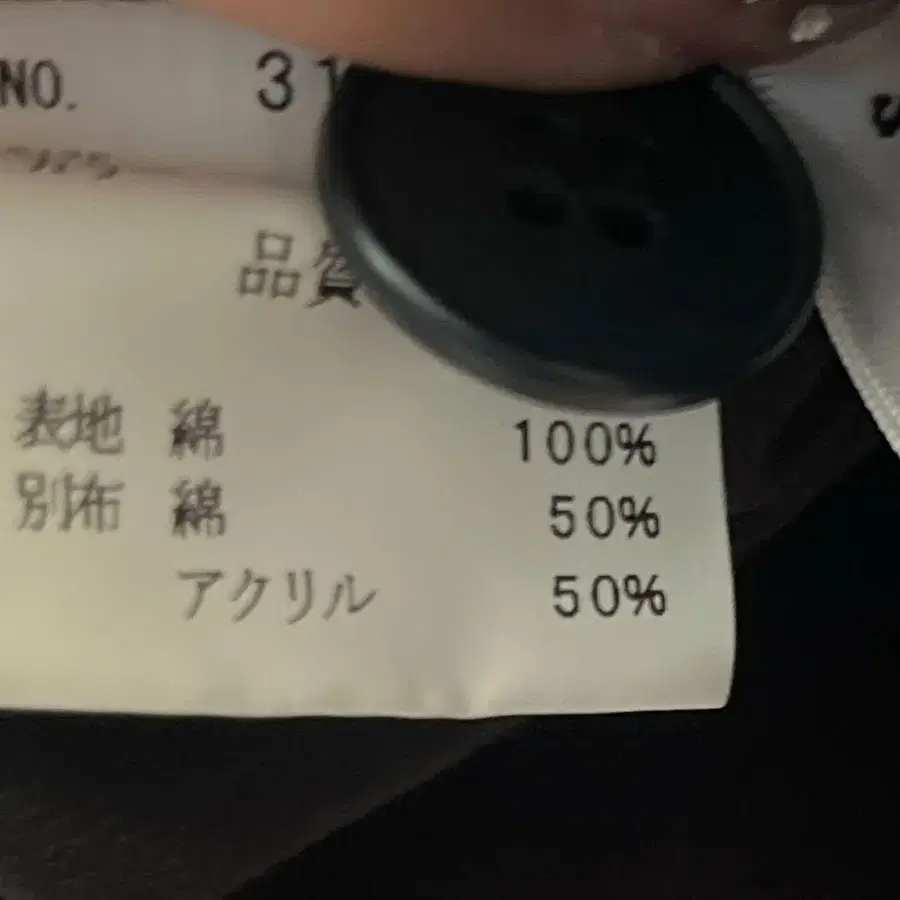 NO. 31
品質
表地 綿 100%
別布 綿 50%
アクリル 50%